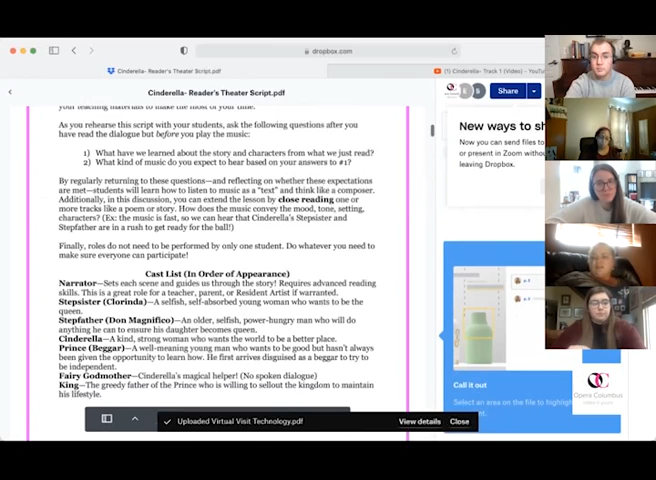 dropbox.com
Cinderella- Reader's Theater Script.pdf
(1) Cinderella- Track 1 (Video) - YouTu
Cinderella- Reader's Theater Script.pdf
Share
your teaching materials to make the most of your time.
As you rehearse this script with your students, ask the following questions after you
have read the dialogue but before you play the music:
1) What have we learned about the story and characters from what we just read?
2) What kind of music do you expect to hear based on your answers to #1?
By regularly returning to these questions—and reflecting on whether these expectations
are met—students will learn how to listen to music as a "text" and think like a composer.
Additionally, in this discussion, you can extend the lesson by close reading one or
more tracks like a poem or story. How does the music convey the mood, tone, setting,
characters? (Ex: the music is fast, so we can hear that Cinderella's Stepsister and
Stepfather are in a rush to get ready for the ball!)
Finally, roles do not need to be performed by only one student. Do whatever you need to
make sure everyone can participate!
Cast List (In Order of Appearance)
Narrator—Sets each scene and guides us through the story! Requires advanced reading
skills. This is a great role for a teacher, parent, or Resident Artist if warranted.
Stepsister (Clorinda)—A selfish, self-absorbed young woman who wants to be the
queen.
Stepfather (Don Magnifico)—An older, selfish, power-hungry man who will do
anything he can to ensure his daughter becomes queen.
Cinderella—A kind, strong woman who wants the world to be a better place.
Prince (Beggar)—A well-meaning young man who wants to be good but hasn't always
been given the opportunity to learn how. He first arrives disguised as a beggar to try to
be independent.
Fairy Godmother—Cinderella's magical helper! (No spoken dialogue)
King—The greedy father of the Prince who is willing to sellout the kingdom to maintain
his lifestyle.
New ways to sh
Now you can send files to
or present in Zoom withou
leaving Dropbox.
Call it out
Select an area on the file to highlig
Opera Columbus
Uploaded Virtual Visit Technology.pdf
View details
Close